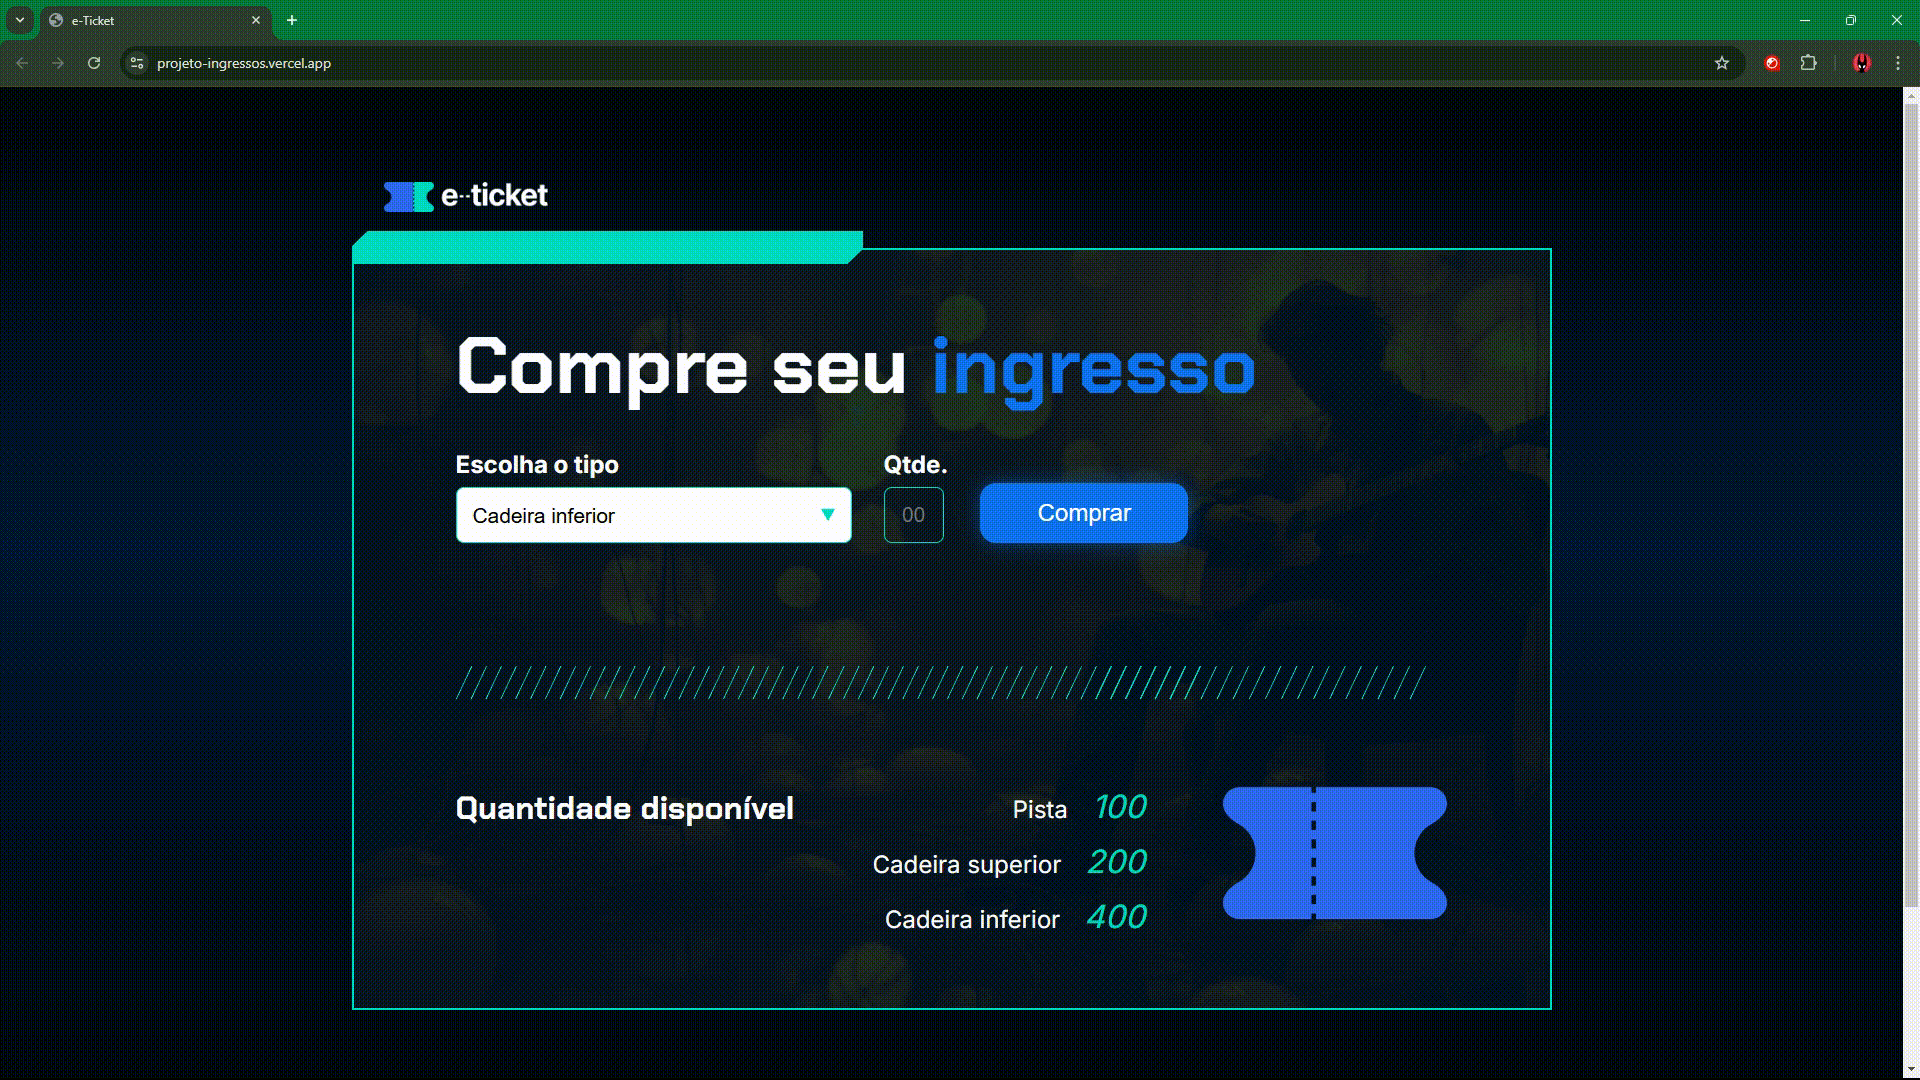 e-Ticket
projeto-ingressos.vercel.app
e--ticket
Compre seu ingresso
Escolha o tipo
Qtde.
Cadeira inferior
00
Comprar
Quantidade disponível
Pista 100
Cadeira superior 200
Cadeira inferior 400